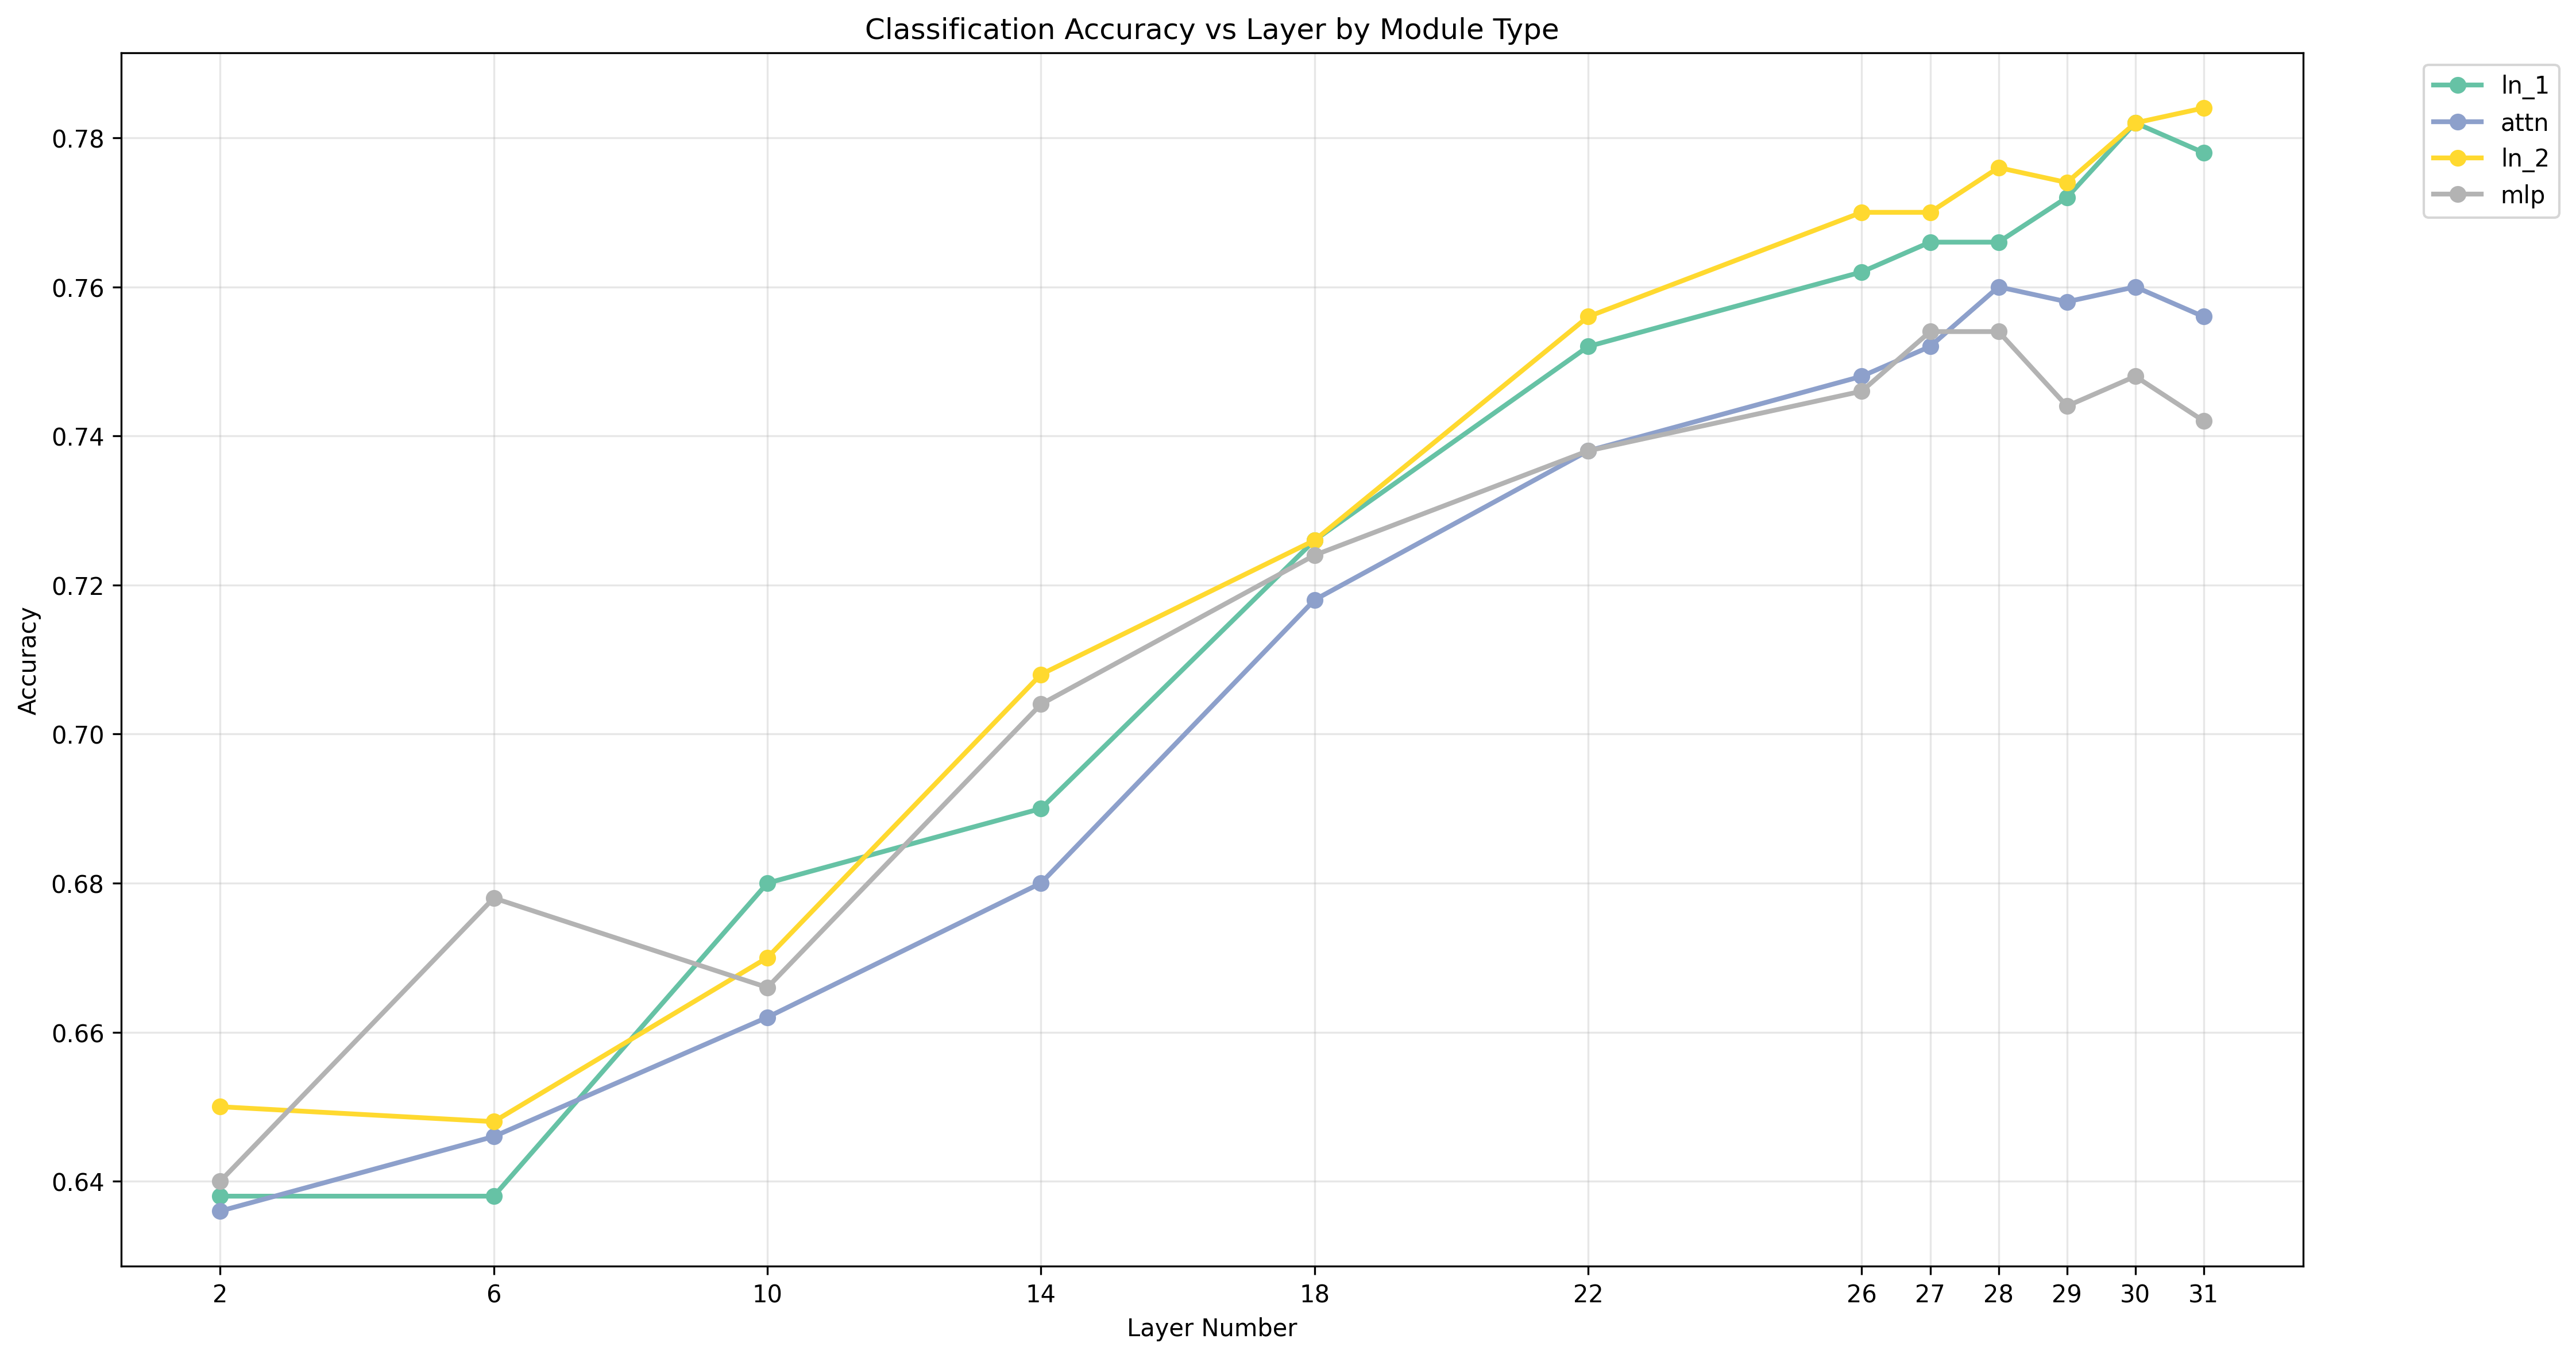 Classification Accuracy vs Layer by Module Type
ln_1
attn
ln_2
mlp
0.78
0.76
0.74
0.72
0.70
0.68
0.66
0.64
Accuracy
2 6 10 14 18 22 26 27 28 29 30 31
Layer Number